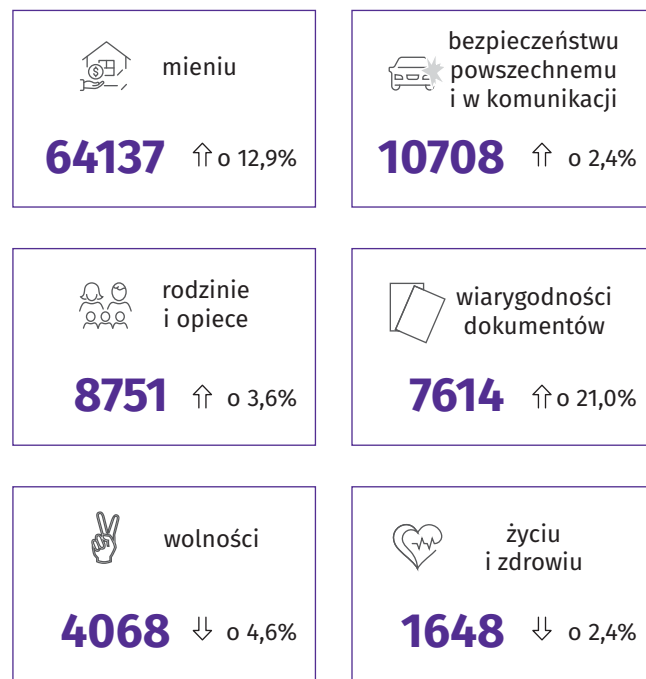 mieniu
64137 ⇑ o 12,9%
bezpieczeństwu
powszechnemu
i w komunikacji
10708 ⇑ o 2,4%
rodzinie
i opiece
8751 ⇑ o 3,6%
wiarygodności
dokumentów
7614 ⇑ o 21,0%
wolności
4068 ⇓ o 4,6%
życiu
i zdrowiu
1648 ⇓ o 2,4%